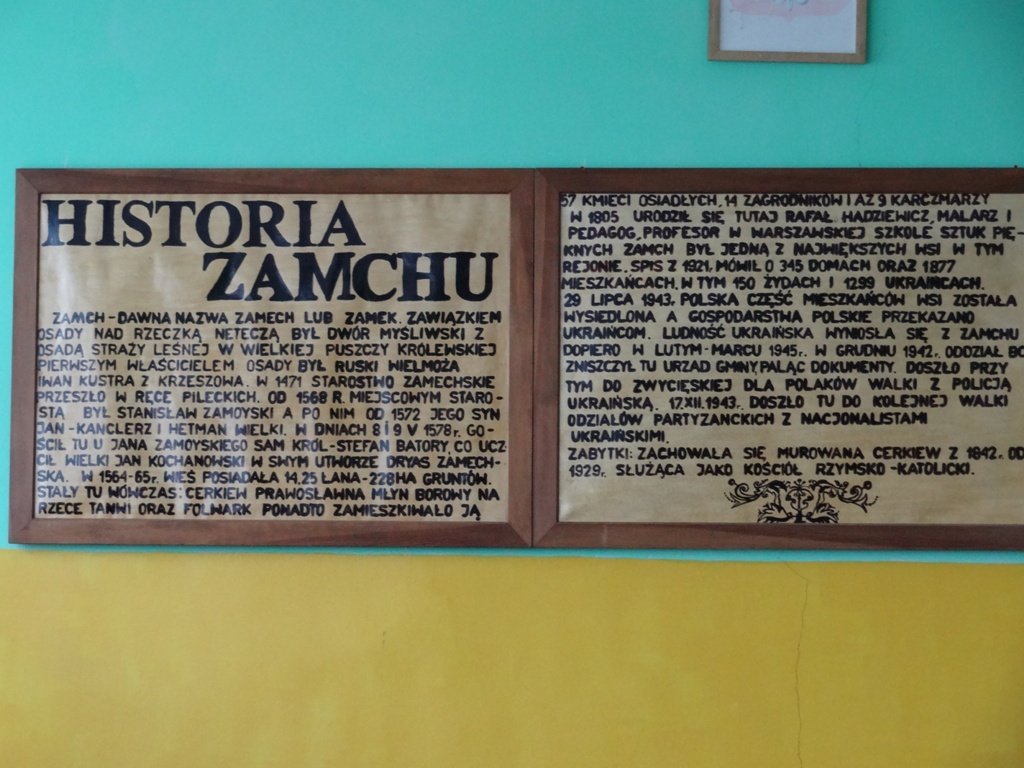 HISTORIA
ZAMCHU
ZAMCH - DAWNA NAZWA ZAMECH LUB ZAMEK. ZAWIĄZKIEM
OSADY NAD RZECZKĄ NETECZĄ BYŁ DWÓR MYŚLIWSKI Z
OSADĄ STRAŻY LEŚNEJ W WIELKIEJ PUSZCZY KRÓLEWSKIEJ
PIERWSZYM WŁAŚCICIELEM OSADY BYŁ RUSKI WIELMOŻA
IWAN KUSTRA Z KRZESZOWA. W 1471 STAROSTWO ZAMECHSKIE
PRZESZŁO W RĘCE PILECKICH. OD 1568 R. MIEJSCOWYM STARO-
STĄ BYŁ STANISŁAW ZAMOYSKI A PO NIM OD 1572 JEGO SYN
JAN - KANCLERZ I HETMAN WIELKI. W DNIACH 8 I 9 V 1578 r. GO-
ŚCIŁ TU U JANA ZAMOYSKIEGO SAM KRÓL - STEFAN BATORY, CO UCZ
CIŁ WIELKI JAN KOCHANOWSKI W SWYM UTWORZE DRYAS ZAMECH-
SKA. W 1564-65 r. WIEŚ POSIADAŁA 14,25 ŁANA - 228 HA GRUNTÓW.
STAŁY TU WÓWCZAS: CERKIEW PRAWOSŁAWNA MŁYN BOROWY NA
RZECE TANWI ORAZ FOLWARK PONADTO ZAMIESZKIWAŁO JĄ
57 KMIECI OSIADŁYCH, 14 ZAGRODNIKÓW I AŻ 9 KARCZMARZY
W 1805 URODZIŁ SIĘ TUTAJ RAFAŁ HADZIEWICZ, MALARZ I
PEDAGOG, PROFESOR W WARSZAWSKIEJ SZKOLE SZTUK PIĘ-
KNYCH ZAMCH BYŁ JEDNĄ Z NAJWIĘKSZYCH WSI W TYM
REJONIE. SPIS Z 1921. MÓWIŁ O 345 DOMACH ORAZ 1877
MIESZKAŃCACH. W TYM 150 ŻYDACH I 1299 UKRAIŃCACH.
29 LIPCA 1943. POLSKA CZĘŚĆ MIESZKAŃCÓW WSI ZOSTAŁA
WYSIEDLONA A GOSPODARSTWA POLSKIE PRZEKAZANO
UKRAIŃCOM. LUDNOŚĆ UKRAIŃSKA WYNIOSŁA SIĘ Z ZAMCHU
DOPIERO W LUTYM - MARCU 1945 r. W GRUDNIU 1942 r. ODDZIAŁ BC
ZNISZCZYŁ TU URZAD GMINY, PALĄC DOKUMENTY. DOSZŁO PRZY
TYM DO ZWYCIĘSKIEJ DLA POLAKÓW WALKI Z POLICJĄ
UKRAIŃSKĄ. 17.XII.1943. DOSZŁO TU DO KOLEJNEJ WALKI
ODZIAŁÓW PARTYZANCKICH Z NACJONALISTAMI
UKRAIŃSKIMI.
ZABYTKI: ZACHOWAŁA SIĘ MUROWANA CERKIEW Z 1842. OD
1929 r. SŁUŻĄCA JAKO KOŚCIÓŁ RZYMSKO - KATOLICKI.